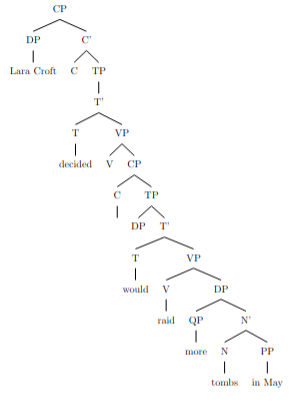 CP
DP C'
Lara Croft C TP
T'
T VP
decided V CP
C TP
DP T'
T VP
would V DP
raid QP N'
more N PP
tombs in May